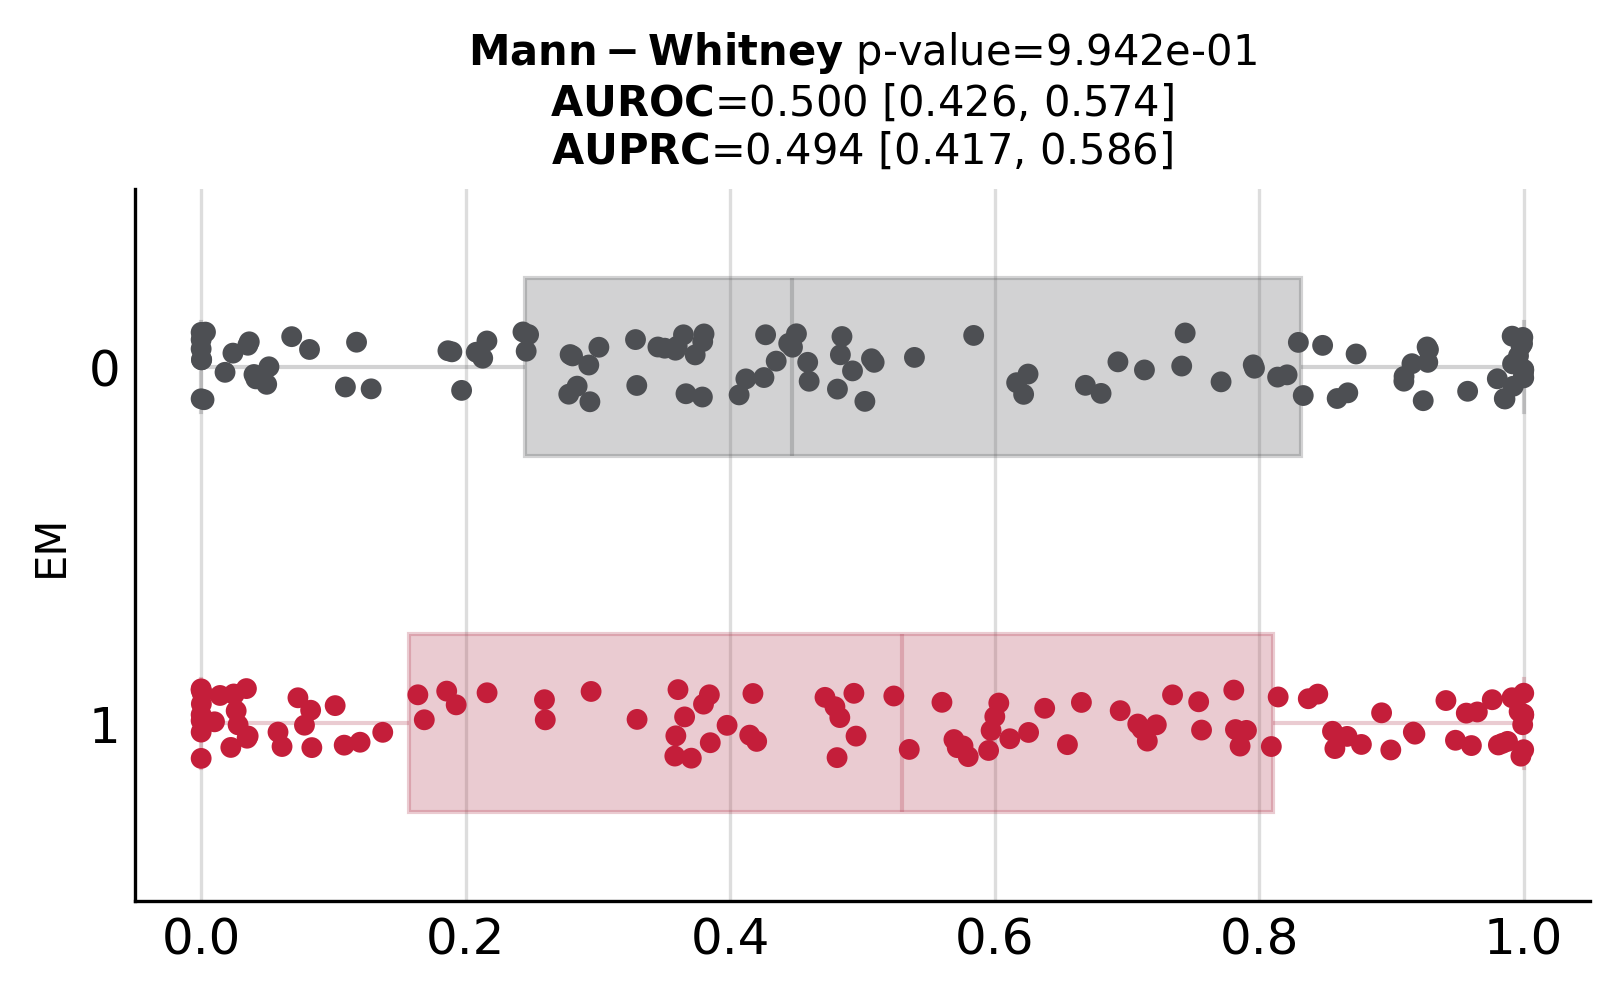 Mann – Whitney p-value=9.942e-01
AUROC=0.500 [0.426, 0.574]
AUPRC=0.494 [0.417, 0.586]
0
EM
1
0.0 0.2 0.4 0.6 0.8 1.0